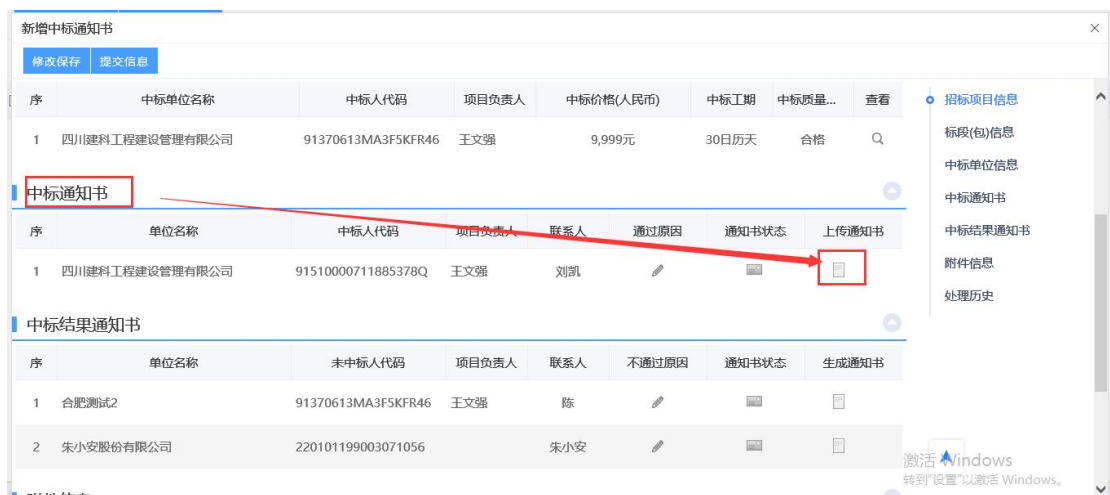 新增中标通知书
修改保存 提交信息
序 中标单位名称 中标人代码 项目负责人 中标价格(人民币) 中标工期 中标质量... 查看
1 四川建科工程建设管理有限公司 91370613MA3F5KFR46 王文强 9,999元 30日历天 合格
中标通知书
序 单位名称 中标人代码 项目负责人 联系人 通过原因 通知书状态 上传通知书
1 四川建科工程建设管理有限公司 91510000711885378Q 王文强 刘凯
中标结果通知书
序 单位名称 未中标人代码 项目负责人 联系人 不通过原因 通知书状态 生成通知书
1 合肥测试2 91370613MA3F5KFR46 王文强 陈
2 朱小安股份有限公司 220101199003071056 朱小安
招标项目信息
标段(包)信息
中标单位信息
中标通知书
中标结果通知书
附件信息
处理历史
激活 Windows
转到"设置"以激活 Windows。